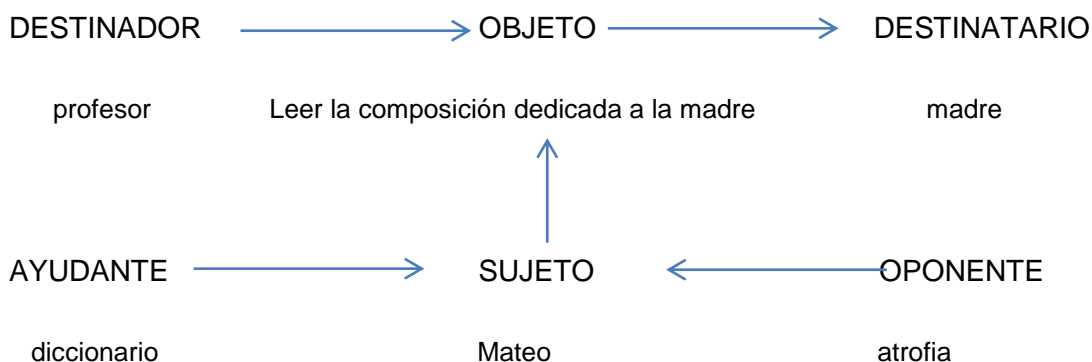 DESTINADOR OBJETO DESTINATARIO
profesor Leer la composición dedicada a la madre madre
AYUDANTE SUJETO OPONENTE
diccionario Mateo atrofia